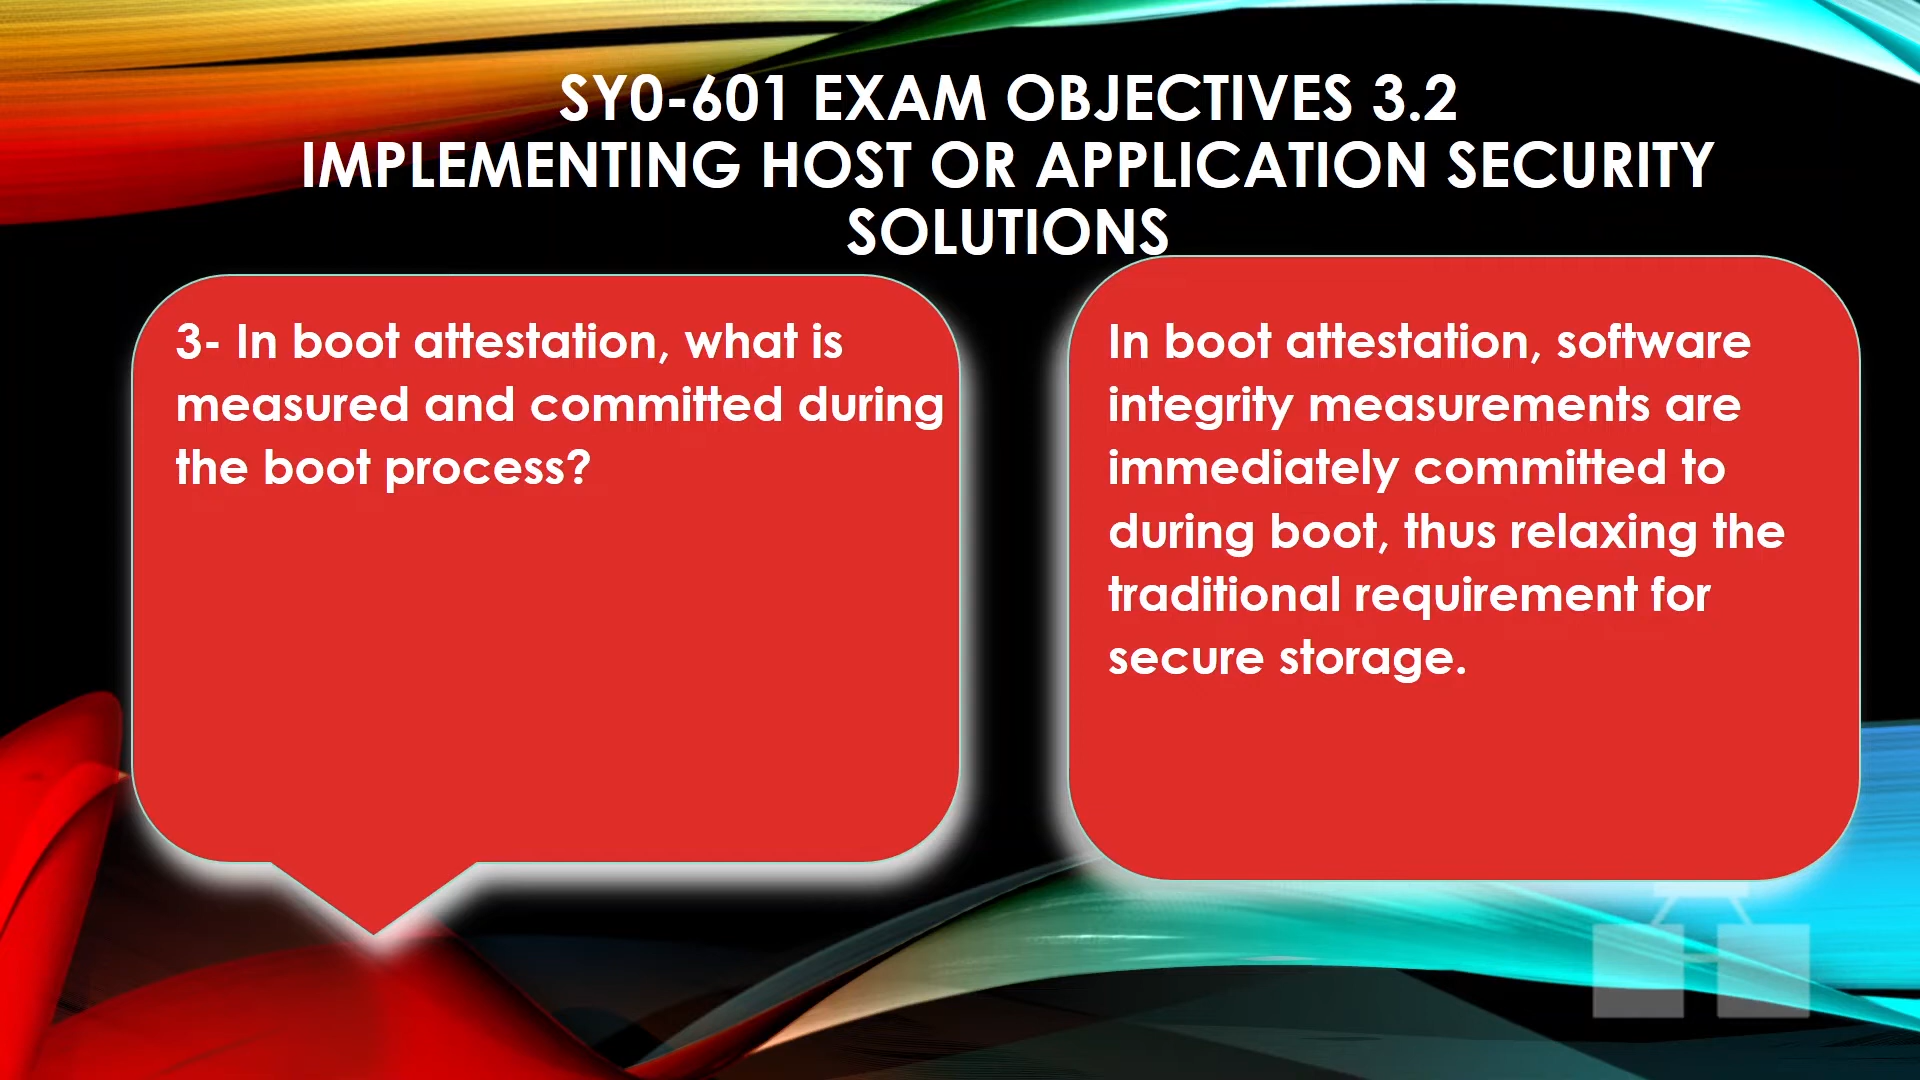 SY0-601 EXAM OBJECTIVES 3.2
IMPLEMENTING HOST OR APPLICATION SECURITY
SOLUTIONS
3- In boot attestation, what is
measured and committed during
the boot process?
In boot attestation, software
integrity measurements are
immediately committed to
during boot, thus relaxing the
traditional requirement for
secure storage.